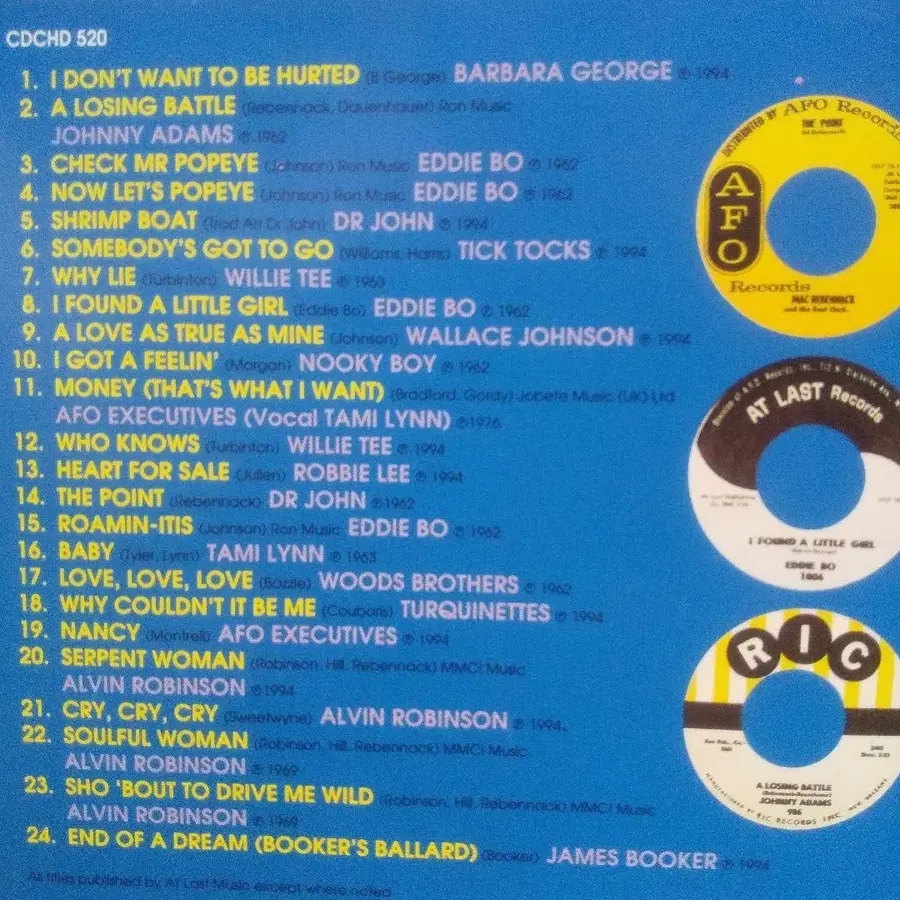 CDCHD 520
1. I DON'T WANT TO BE HURTED (B George) BARBARA GEORGE ℗ 1994
2. A LOSING BATTLE (Rebennack, Dauenhauer) Ron Music
JOHNNY ADAMS ℗ 1962
3. CHECK MR POPEYE (Johnson) Ron Music EDDIE BO ℗ 1962
4. NOW LET'S POPEYE (Johnson) Ron Music EDDIE BO ℗ 1962
5. SHRIMP BOAT (Trad Arr Dr John) DR JOHN ℗ 1994
6. SOMEBODY'S GOT TO GO (Williams, Harris) TICK TOCKS ℗ 1994
7. WHY LIE (Turbinton) WILLIE TEE ℗ 1963
8. I FOUND A LITTLE GIRL (Eddie Bo) EDDIE BO ℗ 1962
9. A LOVE AS TRUE AS MINE (Johnson) WALLACE JOHNSON ℗ 1994
10. I GOT A FEELIN' (Morgan) NOOKY BOY ℗ 1962
11. MONEY (THAT'S WHAT I WANT) (Bradford, Gordy) Jobete Music (UK) Ltd
AFO EXECUTIVES (Vocal TAMI LYNN) ℗1976
12. WHO KNOWS (Turbinton) WILLIE TEE ℗ 1994
13. HEART FOR SALE (Julien) ROBBIE LEE ℗ 1994
14. THE POINT (Rebennack) DR JOHN ℗1962
15. ROAMIN-ITIS (Johnson) Ron Music EDDIE BO ℗ 1962
16. BABY (Tyler, Lynn) TAMI LYNN ℗ 1963
17. LOVE, LOVE, LOVE (Bazzle) WOODS BROTHERS ℗ 1962
18. WHY COULDN'T IT BE ME (Coubaris) TURQUINETTES ℗ 1994
19. NANCY (Montrell) AFO EXECUTIVES ℗ 1994
20. SERPENT WOMAN (Robinson, Hill, Rebennack) MMCI Music
ALVIN ROBINSON ℗1994
21. CRY, CRY, CRY (Sweetwyne) ALVIN ROBINSON ℗ 1994.
22. SOULFUL WOMAN (Robinson, Hill, Rebennack) MMCI Music
ALVIN ROBINSON ℗ 1969
23. SHO 'BOUT TO DRIVE ME WILD (Robinson, Hill, Rebennack) MMCI Music
ALVIN ROBINSON ℗ 1969
24. END OF A DREAM (BOOKER'S BALLARD) (Booker) JAMES BOOKER ℗ 1994
All titles published by At Last Music except where noted
DISTRIBUTED BY AFO Records
THE POINT
AFO
Records
MAC REBENNACK
and the Soul Orch.
AT LAST Records
I FOUND A LITTLE GIRL
EDDIE BO
1006
RIC
A LOSING BATTLE
JOHNNY ADAMS
986
MANUFACTURED BY RIC RECORDS INC. NEW ORLEANS